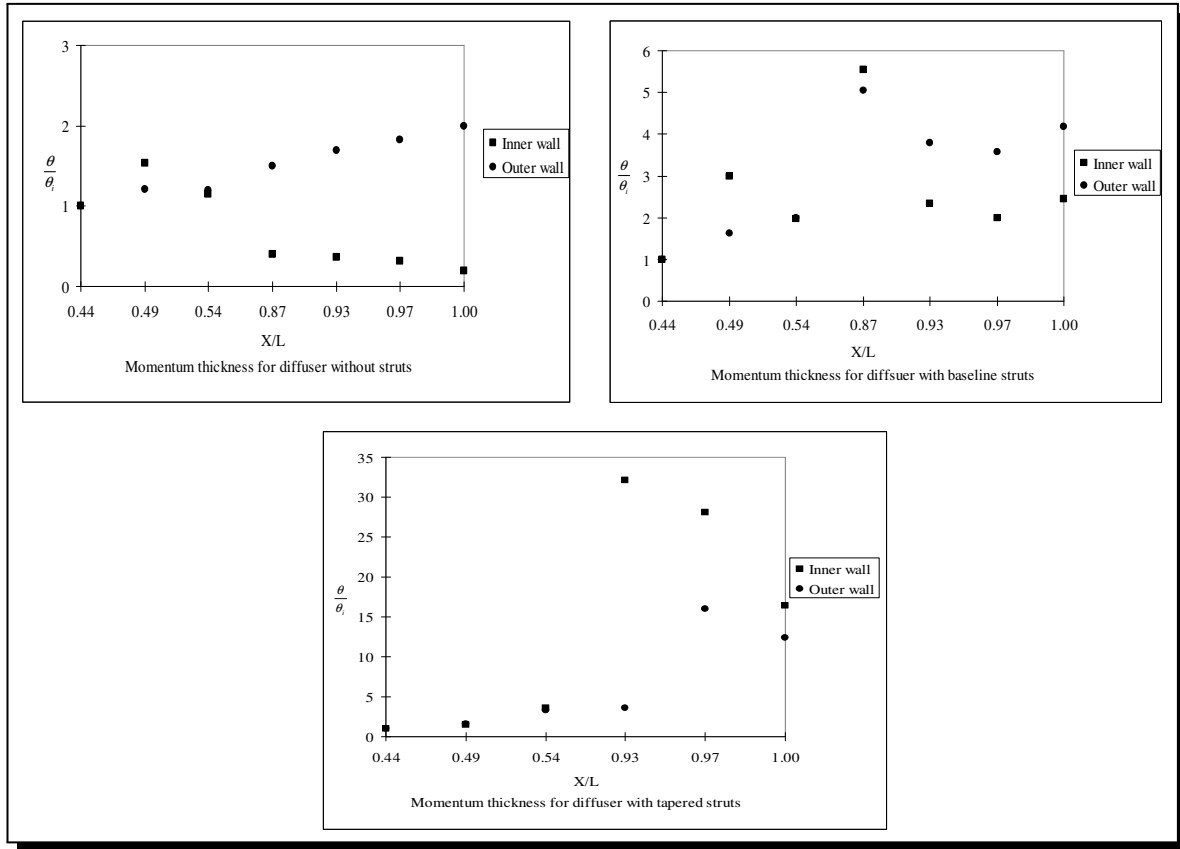 3
2
1
0
θ
θi
0.44 0.49 0.54 0.87 0.93 0.97 1.00
X/L
Inner wall
Outer wall
Momentum thickness for diffuser without struts
6
5
4
3
2
1
0
θ
θi
0.44 0.49 0.54 0.87 0.93 0.97 1.00
X/L
Inner wall
Outer wall
Momentum thickness for diffsuer with baseline struts
35
30
25
20
15
10
5
0
θ
θi
0.44 0.49 0.54 0.93 0.97 1.00
X/L
Inner wall
Outer wall
Momentum thickness for diffuser with tapered struts